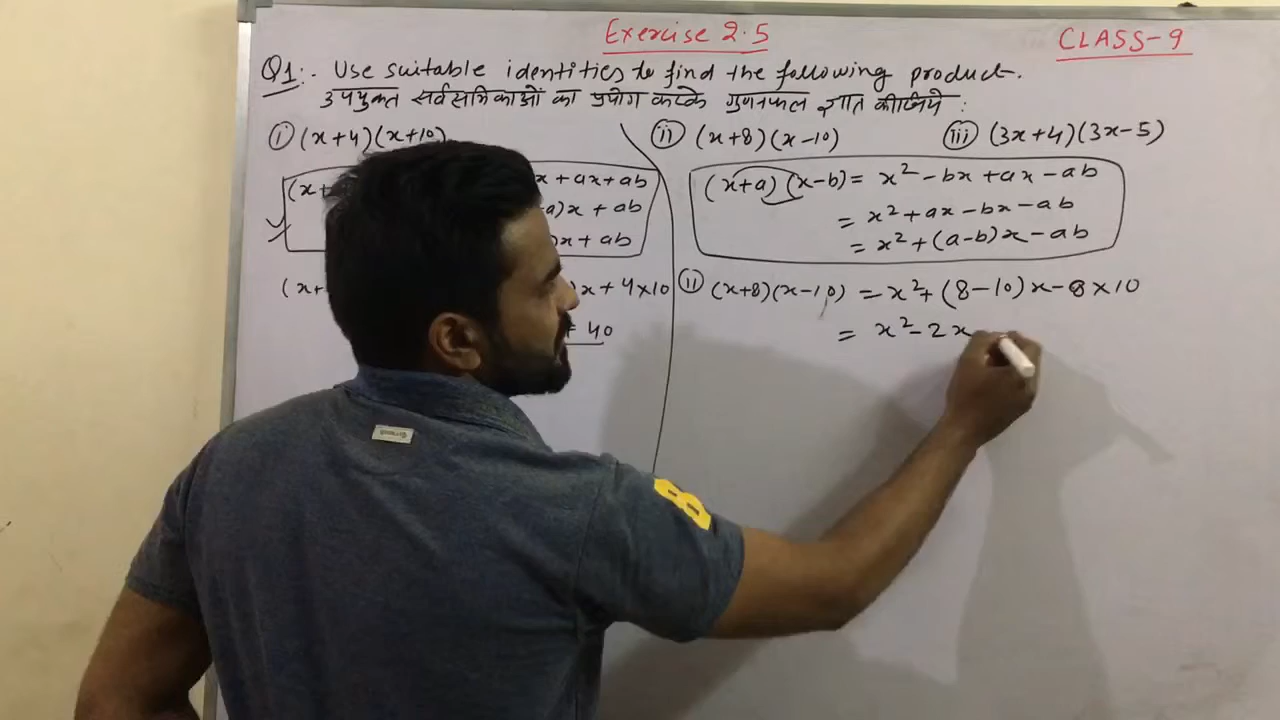 Exercise 2.5
CLASS-9
Q1:- Use suitable identities to find the following product.
उपयुक्त सर्वसमिकाओं का प्रयोग करके गुणनफल ज्ञात कीजिये :
(i) (x+4)(x+10)
(x+ x + ax + ab
a)x + ab
)x + ab
(x+ )x + 4×10
40
(ii) (x+8)(x-10)
(iii) (3x+4)(3x-5)
(x+a)(x-b) = x² - bx + ax - ab
= x² + ax - bx - ab
= x² + (a-b)x - ab
(ii) (x+8)(x-10) = x² + (8-10)x - 8×10
= x² - 2x
8